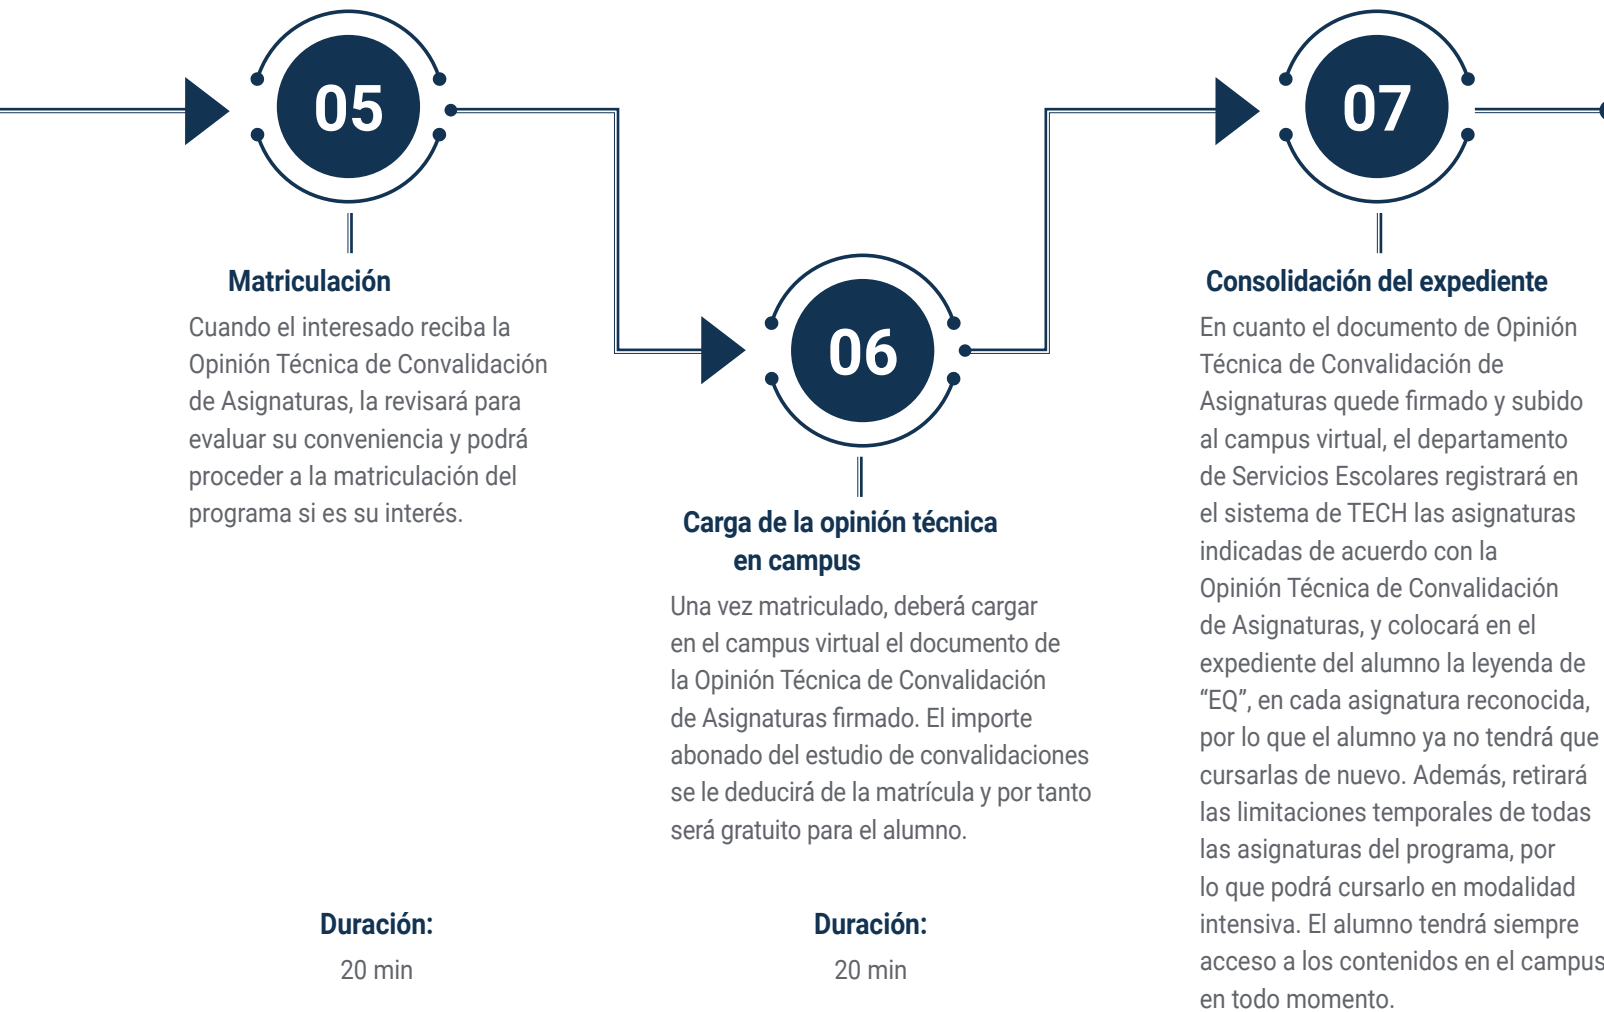 05
Matriculación
Cuando el interesado reciba la
Opinión Técnica de Convalidación
de Asignaturas, la revisará para
evaluar su conveniencia y podrá
proceder a la matriculación del
programa si es su interés.
Duración:
20 min
06
Carga de la opinión técnica
en campus
Una vez matriculado, deberá cargar
en el campus virtual el documento de
la Opinión Técnica de Convalidación
de Asignaturas firmado. El importe
abonado del estudio de convalidaciones
se le deducirá de la matrícula y por tanto
será gratuito para el alumno.
Duración:
20 min
07
Consolidación del expediente
En cuanto el documento de Opinión
Técnica de Convalidación de
Asignaturas quede firmado y subido
al campus virtual, el departamento
de Servicios Escolares registrará en
el sistema de TECH las asignaturas
indicadas de acuerdo con la
Opinión Técnica de Convalidación
de Asignaturas, y colocará en el
expediente del alumno la leyenda de
“EQ”, en cada asignatura reconocida,
por lo que el alumno ya no tendrá que
cursarlas de nuevo. Además, retirará
las limitaciones temporales de todas
las asignaturas del programa, por
lo que podrá cursarlo en modalidad
intensiva. El alumno tendrá siempre
acceso a los contenidos en el campus
en todo momento.